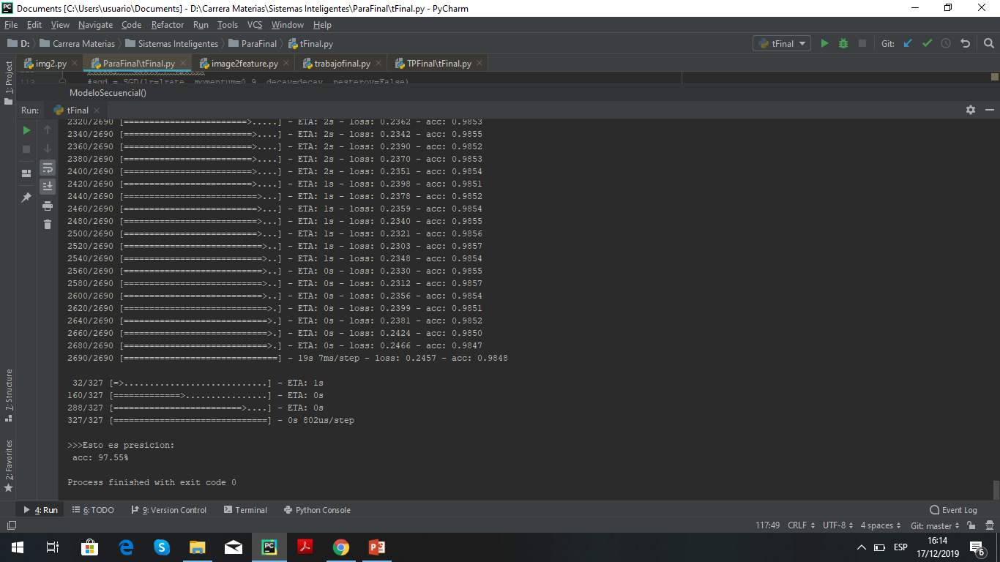 Documents [C:\Users\usuario\Documents] - D:\Carrera Materias\Sistemas Inteligentes\ParaFinal\tFinal.py - PyCharm
File Edit View Navigate Code Refactor Run Tools VCS Window Help
D: Carrera Materias Sistemas Inteligentes ParaFinal tFinal.py tFinal Git:
img2.py ParaFinal\tFinal.py image2feature.py trabajofinal.py TPFinal\tFinal.py
1: Project
113 #sgd = SGD(lr=lrate, momentum=0.9, decay=decay, nesterov=False)
ModeloSecuencial()
Run: tFinal
2320/2690 [========================>.....] - ETA: 2s - loss: 0.2362 - acc: 0.9853
2340/2690 [=========================>....] - ETA: 2s - loss: 0.2342 - acc: 0.9855
2360/2690 [=========================>....] - ETA: 2s - loss: 0.2390 - acc: 0.9852
2380/2690 [=========================>....] - ETA: 2s - loss: 0.2370 - acc: 0.9853
2400/2690 [=========================>....] - ETA: 2s - loss: 0.2351 - acc: 0.9854
2420/2690 [=========================>....] - ETA: 1s - loss: 0.2398 - acc: 0.9851
2440/2690 [==========================>...] - ETA: 1s - loss: 0.2378 - acc: 0.9852
2460/2690 [==========================>...] - ETA: 1s - loss: 0.2359 - acc: 0.9854
2480/2690 [==========================>...] - ETA: 1s - loss: 0.2340 - acc: 0.9855
2500/2690 [==========================>...] - ETA: 1s - loss: 0.2321 - acc: 0.9856
2520/2690 [===========================>..] - ETA: 1s - loss: 0.2303 - acc: 0.9857
2540/2690 [===========================>..] - ETA: 1s - loss: 0.2348 - acc: 0.9854
2560/2690 [===========================>..] - ETA: 0s - loss: 0.2330 - acc: 0.9855
2580/2690 [===========================>..] - ETA: 0s - loss: 0.2312 - acc: 0.9857
2600/2690 [===========================>..] - ETA: 0s - loss: 0.2356 - acc: 0.9854
2620/2690 [============================>.] - ETA: 0s - loss: 0.2399 - acc: 0.9851
2640/2690 [============================>.] - ETA: 0s - loss: 0.2381 - acc: 0.9852
2660/2690 [============================>.] - ETA: 0s - loss: 0.2424 - acc: 0.9850
2680/2690 [============================>.] - ETA: 0s - loss: 0.2466 - acc: 0.9847
2690/2690 [==============================] - 19s 7ms/step - loss: 0.2457 - acc: 0.9848
32/327 [=>............................] - ETA: 1s
160/327 [=============>................] - ETA: 0s
288/327 [=========================>....] - ETA: 0s
327/327 [==============================] - 0s 802us/step
>>>Esto es presicion:
acc: 97.55%
Process finished with exit code 0
7: Structure
2: Favorites
4: Run 6: TODO 9: Version Control Terminal Python Console Event Log
117:49 CRLF UTF-8 4 spaces Git: master
ESP 16:14
17/12/2019 6